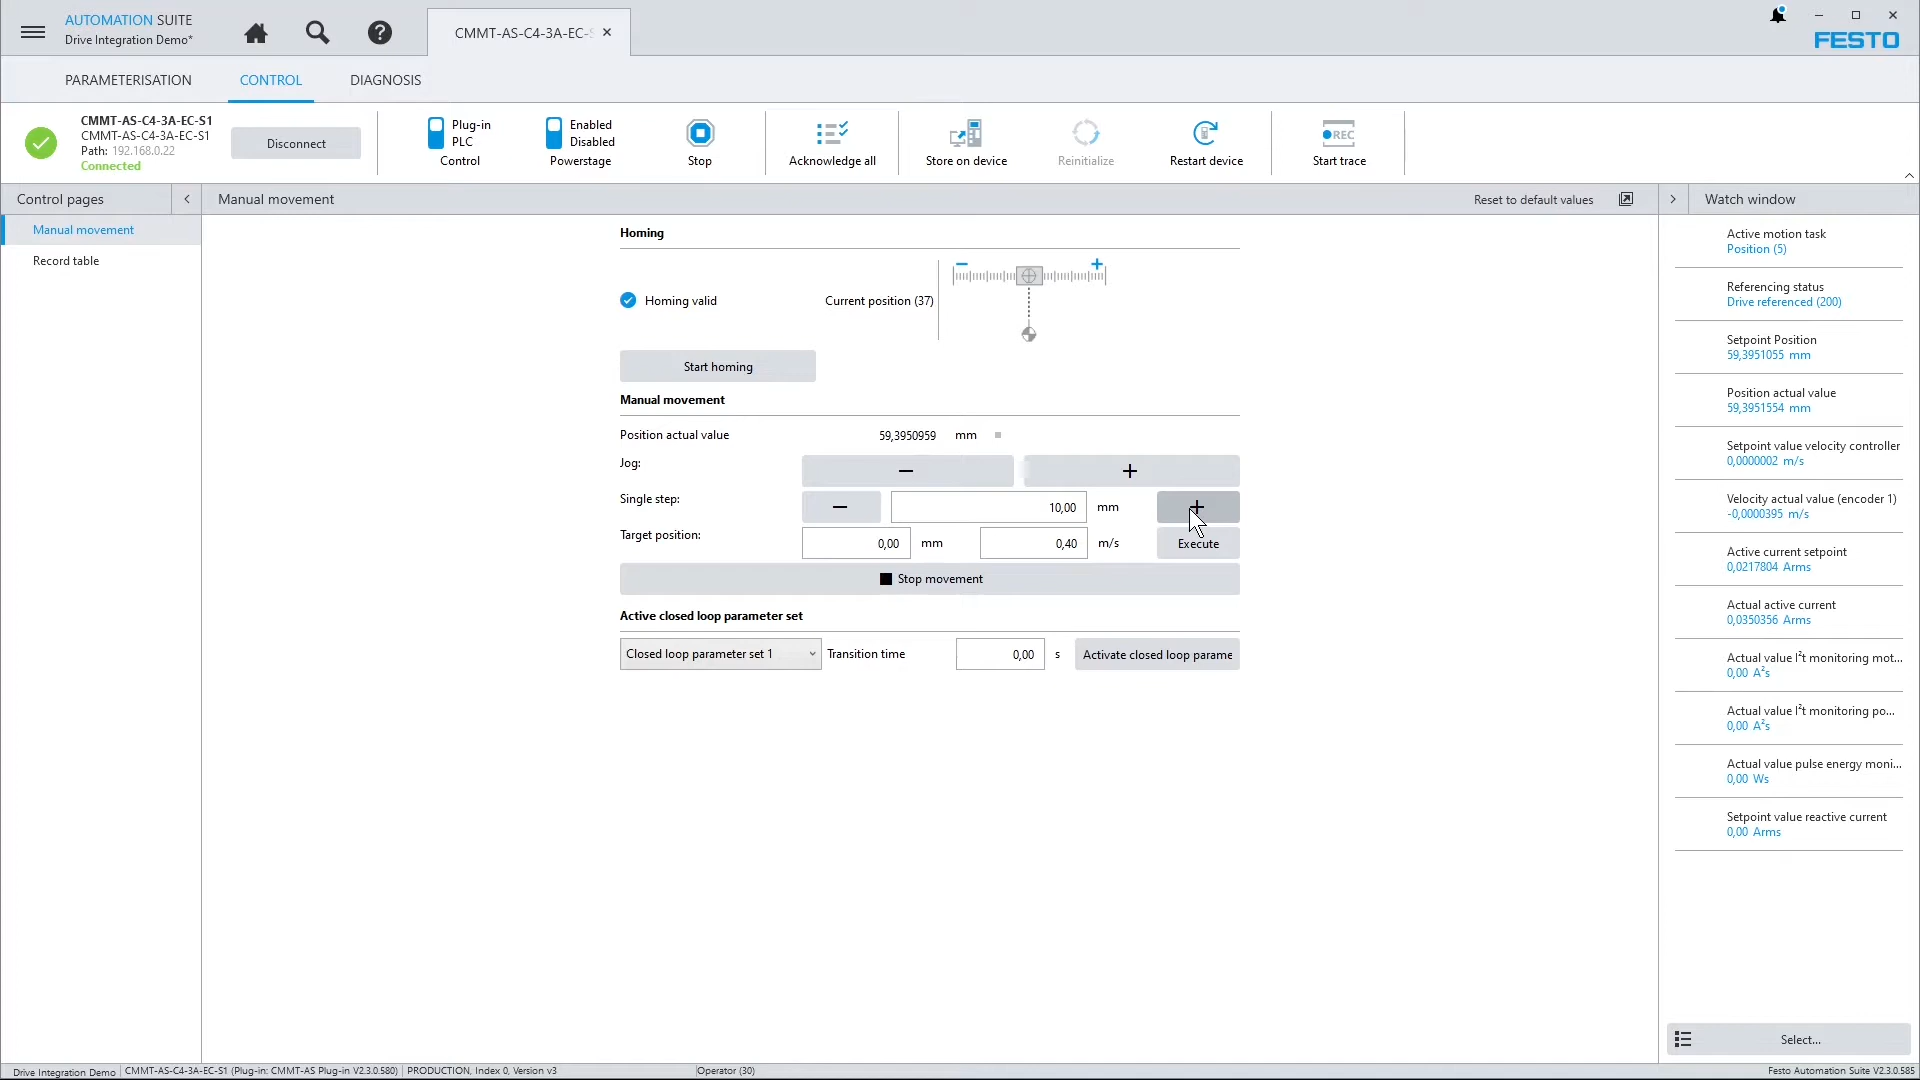 AUTOMATION SUITE
Drive Integration Demo*
CMMT-AS-C4-3A-EC-S
FESTO
PARAMETERISATION
CONTROL
DIAGNOSIS
CMMT-AS-C4-3A-EC-S1
CMMT-AS-C4-3A-EC-S1
Path: 192.168.0.22
Connected
Disconnect
Plug-in
PLC
Control
Enabled
Disabled
Powerstage
Stop
Acknowledge all
Store on device
Reinitialize
Restart device
REC
Start trace
Control pages
Manual movement
Record table
Manual movement
Reset to default values
Homing
Homing valid
Current position (37)
Start homing
Manual movement
Position actual value 59,3950959 mm
Jog:
Single step: 10,00 mm
Target position: 0,00 mm 0,40 m/s Execute
Stop movement
Active closed loop parameter set
Closed loop parameter set 1 Transition time 0,00 s Activate closed loop parame
Watch window
Active motion task
Position (5)
Referencing status
Drive referenced (200)
Setpoint Position
59,3951055 mm
Position actual value
59,3951554 mm
Setpoint value velocity controller
0,0000002 m/s
Velocity actual value (encoder 1)
-0,0000395 m/s
Active current setpoint
0,0217804 Arms
Actual active current
0,0350356 Arms
Actual value I²t monitoring mot...
0,00 A²s
Actual value I²t monitoring po...
0,00 A²s
Actual value pulse energy moni...
0,00 Ws
Setpoint value reactive current
0,00 Arms
Select...
Drive Integration Demo CMMT-AS-C4-3A-EC-S1 (Plug-in: CMMT-AS Plug-in V2.3.0.580) PRODUCTION, Index 0, Version v3 Operator (30) Festo Automation Suite V2.3.0.585